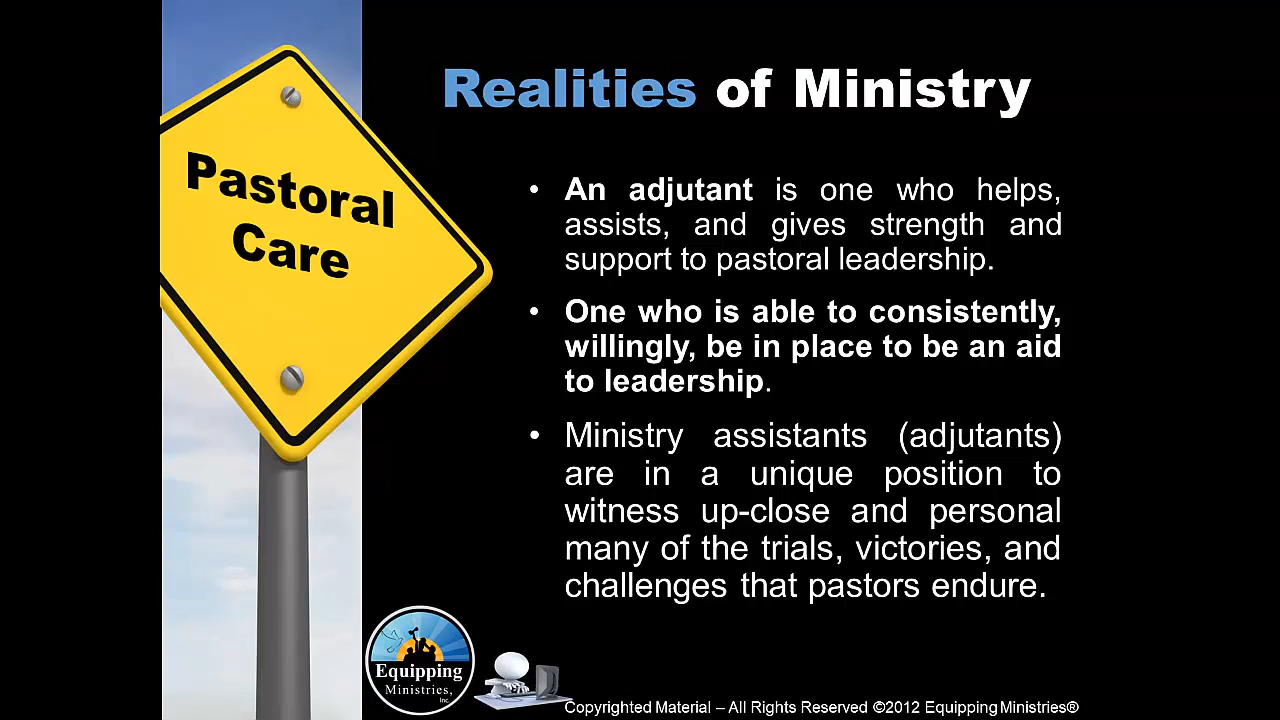 Realities of Ministry
Pastoral
Care
• An adjutant is one who helps,
assists, and gives strength and
support to pastoral leadership.
• One who is able to consistently,
willingly, be in place to be an aid
to leadership.
• Ministry assistants (adjutants)
are in a unique position to
witness up-close and personal
many of the trials, victories, and
challenges that pastors endure.
Equipping
Ministries,
Inc.
Copyrighted Material – All Rights Reserved ©2012 Equipping Ministries®